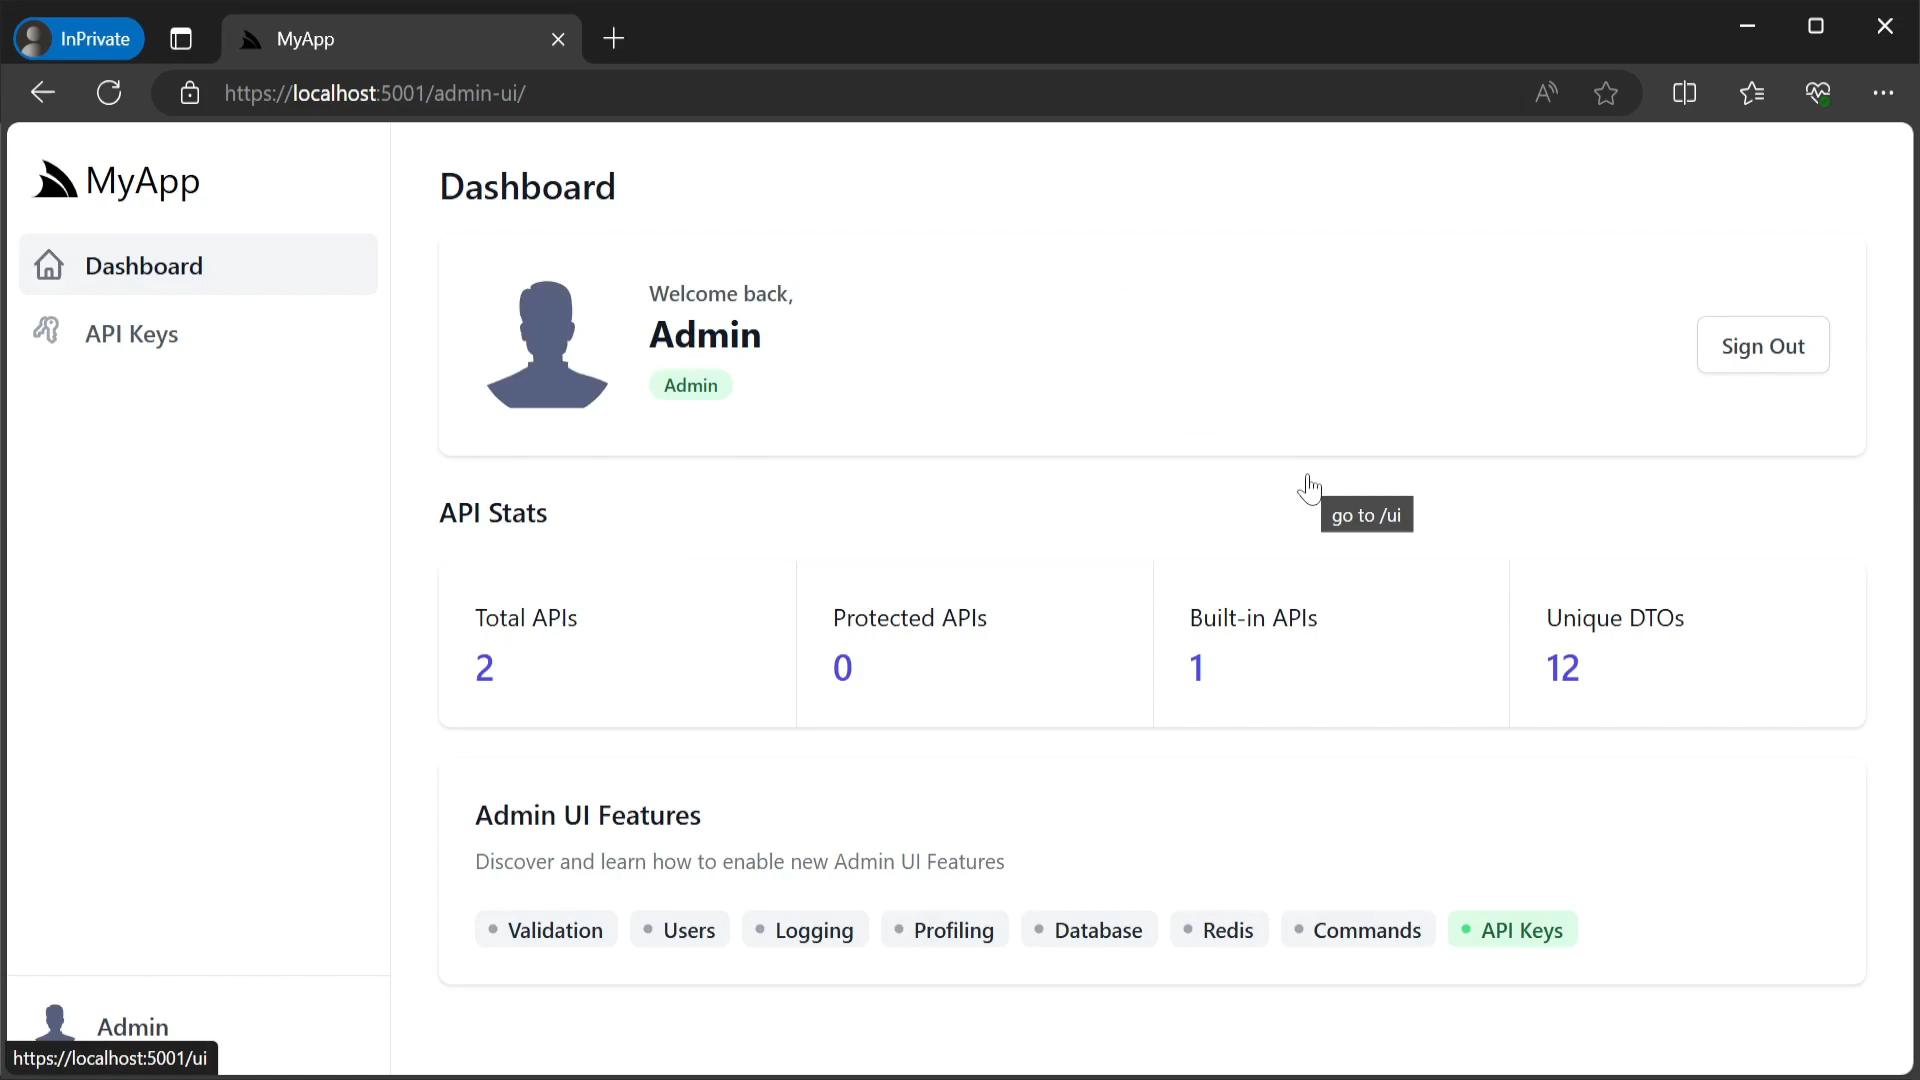 InPrivate
MyApp
https://localhost:5001/admin-ui/
MyApp
Dashboard
API Keys
Dashboard
Welcome back,
Admin
Admin
Sign Out
go to /ui
API Stats
Total APIs
2
Protected APIs
0
Built-in APIs
1
Unique DTOs
12
Admin UI Features
Discover and learn how to enable new Admin UI Features
Validation
Users
Logging
Profiling
Database
Redis
Commands
API Keys
Admin
https://localhost:5001/ui